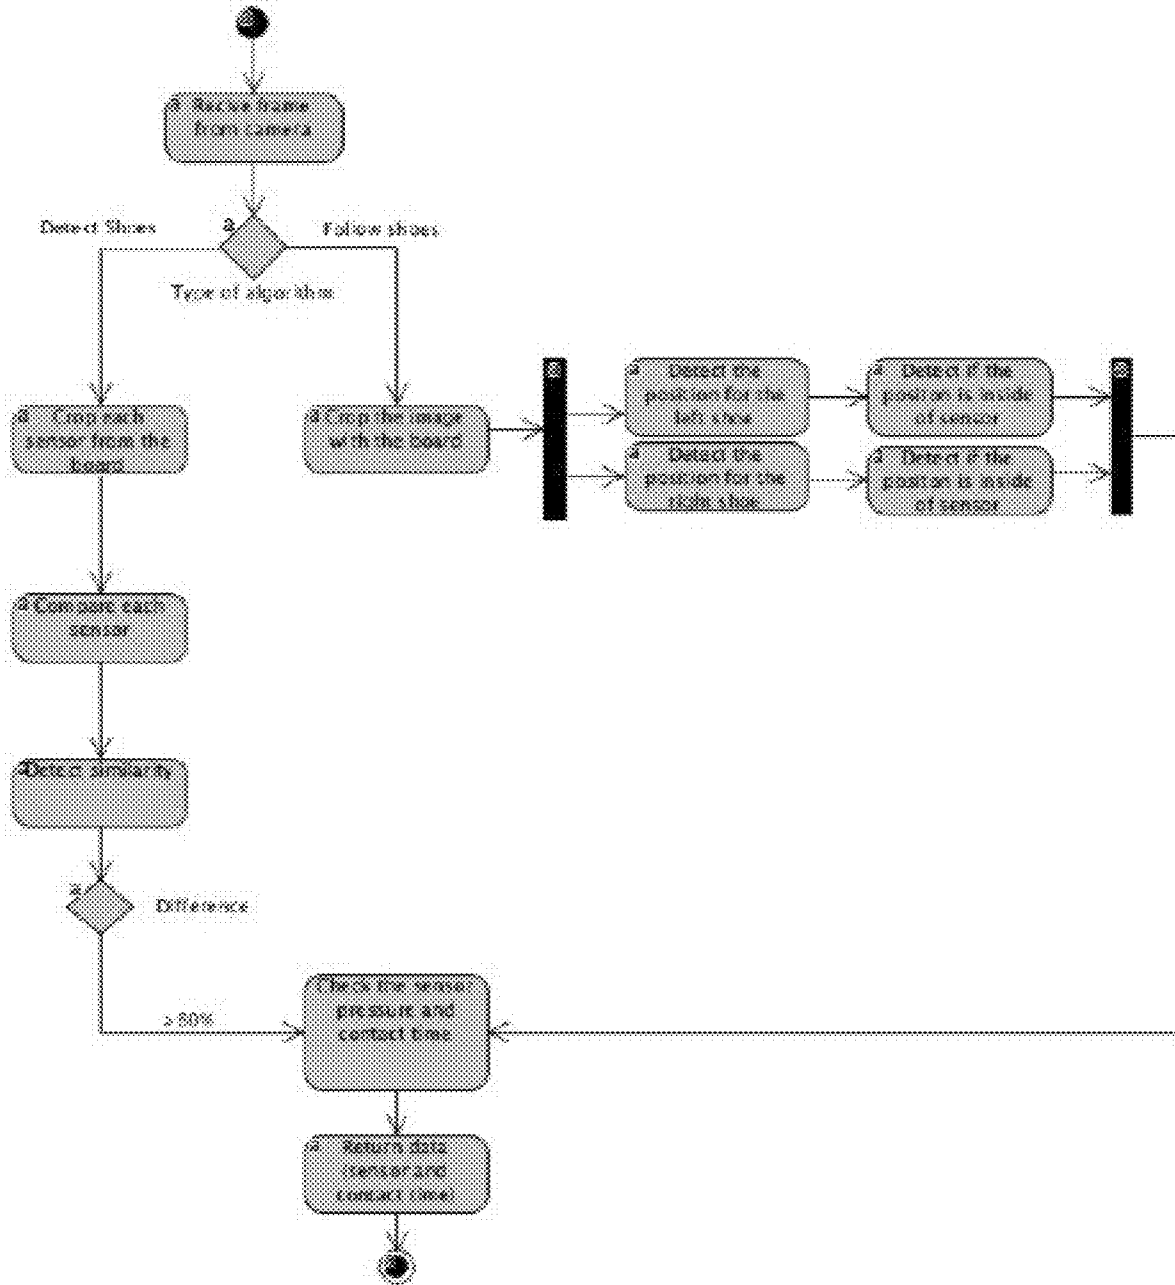 Recive frame
from camera
Detect Shoes
Follow shoes
Type of algorithm
Crop each
sensor from the
board
Crop the image
with the board
Detect the
position for the
left shoe
Detect if the
positon is inside
of sensor
Detect the
position for the
right shoe
Detect if the
positon is inside
of sensor
Compare each
sensor
Detect similarity
Difference
Check the sensor
pressure and
contact time
Return data
(sensor and
contact time)